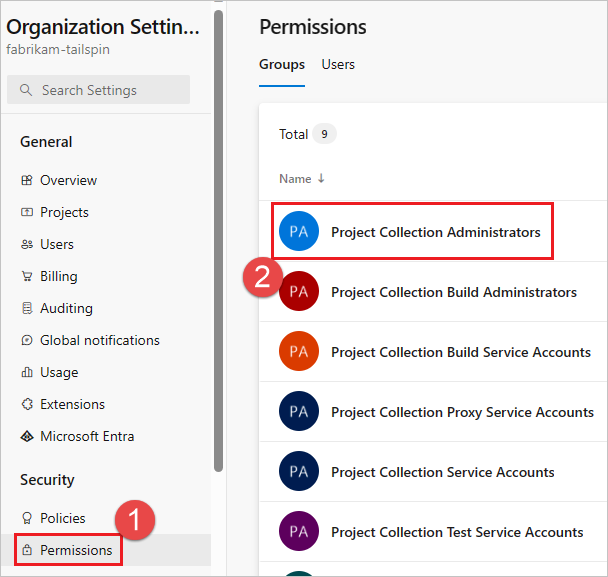 Organization Settin...
fabrikam-tailspin
Search Settings
General
Overview
Projects
Users
Billing
Auditing
Global notifications
Usage
Extensions
Microsoft Entra
Security
Policies
1
Permissions
Permissions
Groups Users
Total 9
Name ↓
PA Project Collection Administrators
2
PA Project Collection Build Administrators
PA Project Collection Build Service Accounts
PA Project Collection Proxy Service Accounts
PA Project Collection Service Accounts
PA Project Collection Test Service Accounts